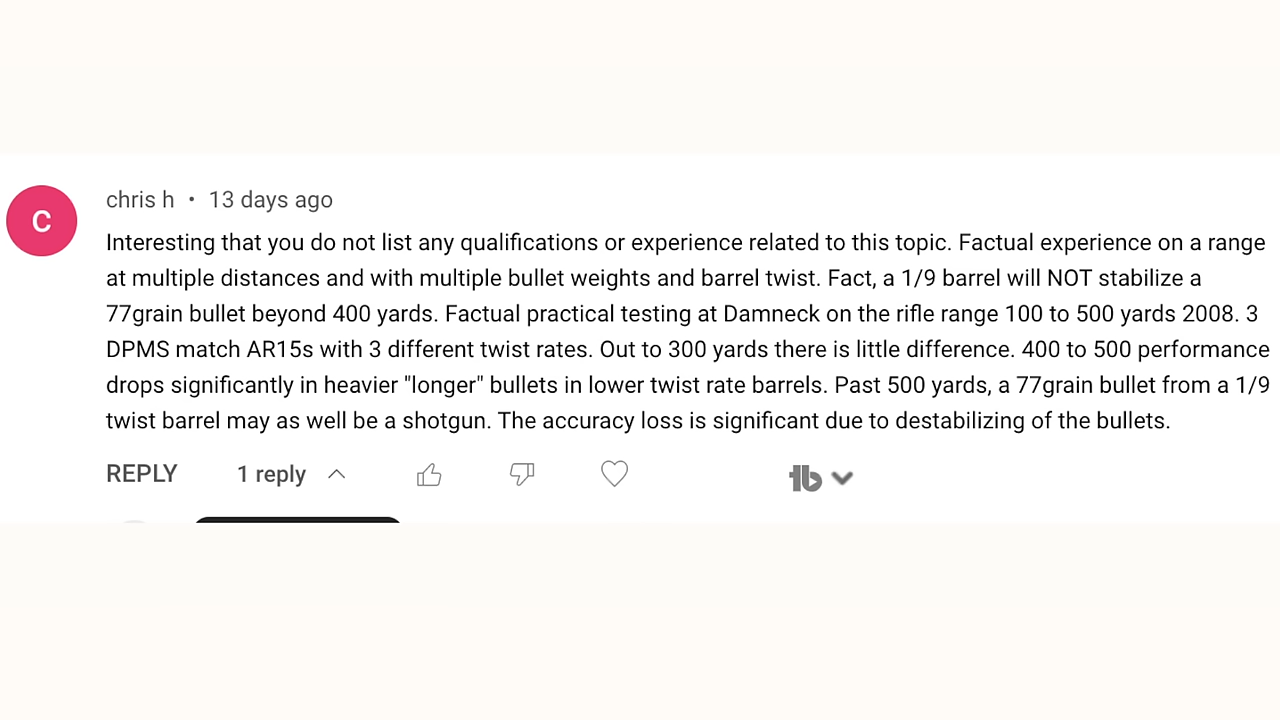 C
chris h • 13 days ago
Interesting that you do not list any qualifications or experience related to this topic. Factual experience on a range
at multiple distances and with multiple bullet weights and barrel twist. Fact, a 1/9 barrel will NOT stabilize a
77grain bullet beyond 400 yards. Factual practical testing at Damneck on the rifle range 100 to 500 yards 2008. 3
DPMS match AR15s with 3 different twist rates. Out to 300 yards there is little difference. 400 to 500 performance
drops significantly in heavier "longer" bullets in lower twist rate barrels. Past 500 yards, a 77grain bullet from a 1/9
twist barrel may as well be a shotgun. The accuracy loss is significant due to destabilizing of the bullets.
REPLY 1 reply tb